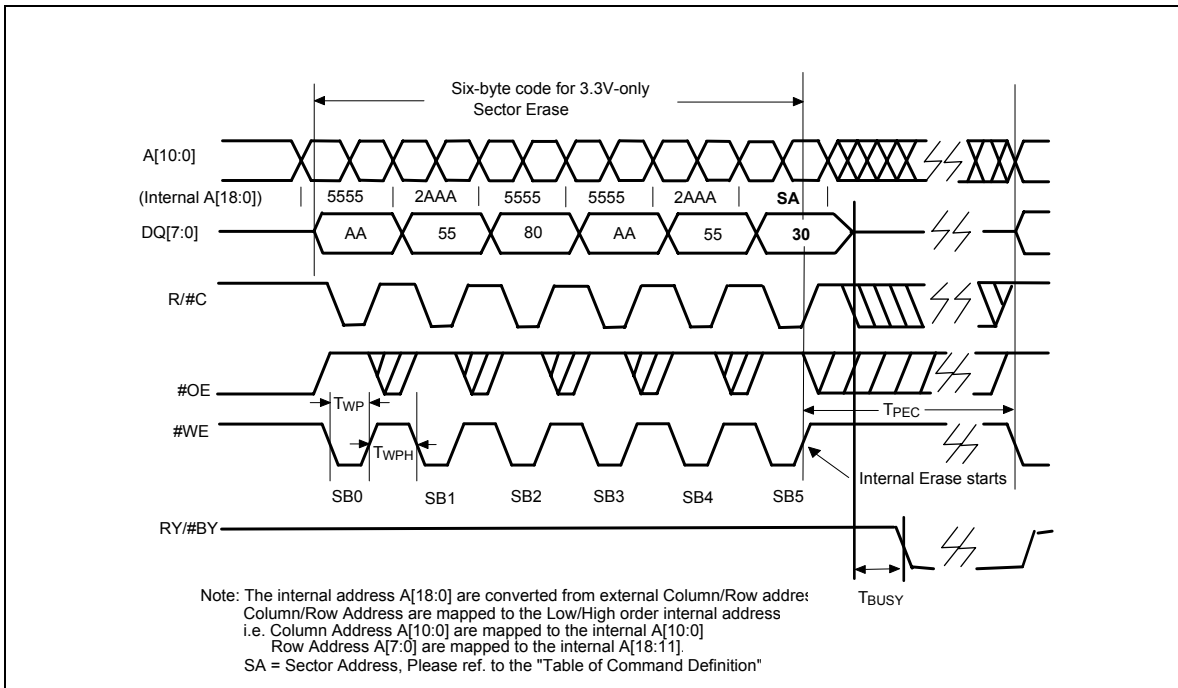 Six-byte code for 3.3V-only
Sector Erase
A[10:0]
(Internal A[18:0]) 5555 2AAA 5555 5555 2AAA SA
DQ[7:0] AA 55 80 AA 55 30
R/#C
#OE
TWP TPEC
#WE
TWPH
Internal Erase starts
SB0 SB1 SB2 SB3 SB4 SB5
RY/#BY
TBUSY
Note: The internal address A[18:0] are converted from external Column/Row
Column/Row Address are mapped to the Low/High order internal address
i.e. Column Address A[10:0] are mapped to the internal A[10:0]
Row Address A[7:0] are mapped to the internal A[18:11].
SA = Sector Address, Please ref. to the "Table of Command Definition"